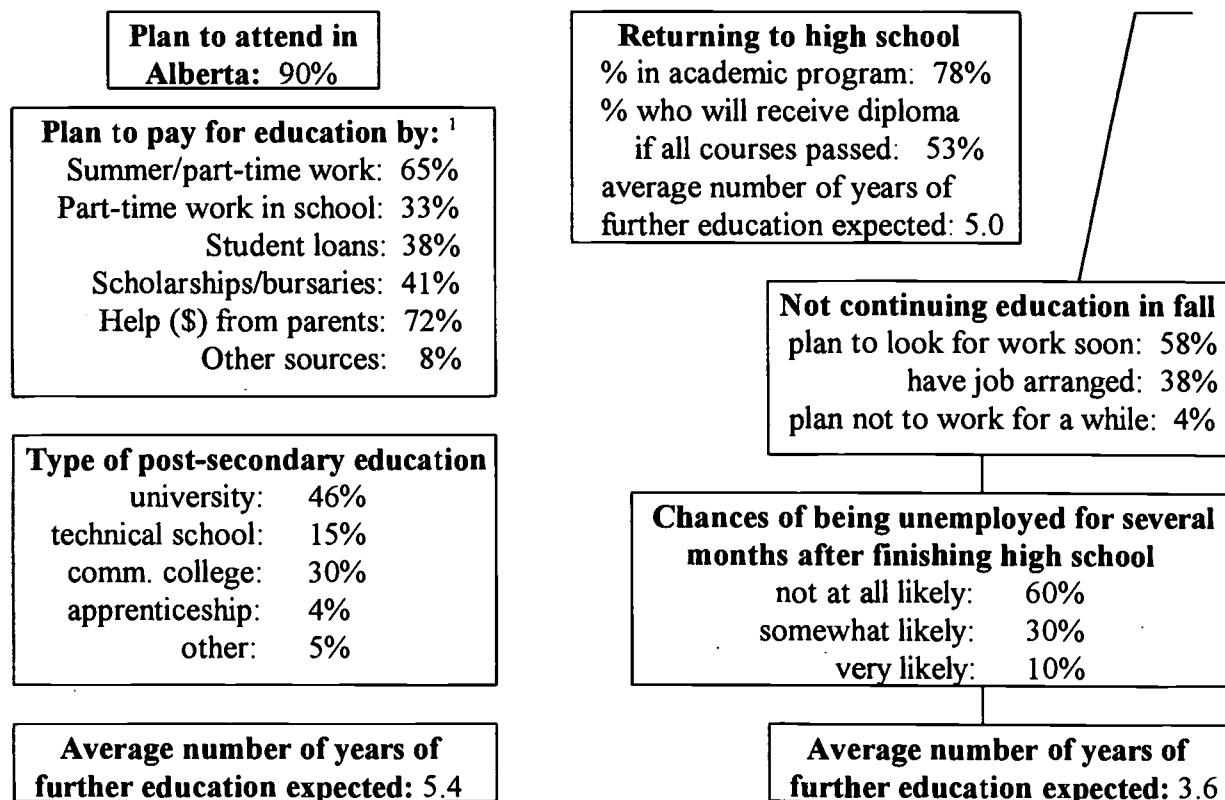 Plan to attend in
Alberta: 90%
Plan to pay for education by: 1
Summer/part-time work: 65%
Part-time work in school: 33%
Student loans: 38%
Scholarships/bursaries: 41%
Help ($) from parents: 72%
Other sources: 8%
Type of post-secondary education
university: 46%
technical school: 15%
comm. college: 30%
apprenticeship: 4%
other: 5%
Average number of years of
further education expected: 5.4
Returning to high school
% in academic program: 78%
% who will receive diploma
if all courses passed: 53%
average number of years of
further education expected: 5.0
Not continuing education in fall
plan to look for work soon: 58%
have job arranged: 38%
plan not to work for a while: 4%
Chances of being unemployed for several
months after finishing high school
not at all likely: 60%
somewhat likely: 30%
very likely: 10%
Average number of years of
further education expected: 3.6